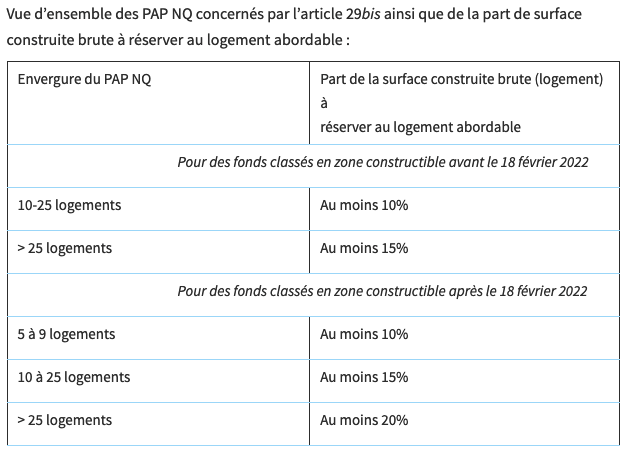 Vue d’ensemble des PAP NQ concernés par l’article 29bis ainsi que de la part de surface
construite brute à réserver au logement abordable :
Envergure du PAP NQ
Part de la surface construite brute (logement)
à
réserver au logement abordable
Pour des fonds classés en zone constructible avant le 18 février 2022
10-25 logements
Au moins 10%
> 25 logements
Au moins 15%
Pour des fonds classés en zone constructible après le 18 février 2022
5 à 9 logements
Au moins 10%
10 à 25 logements
Au moins 15%
> 25 logements
Au moins 20%